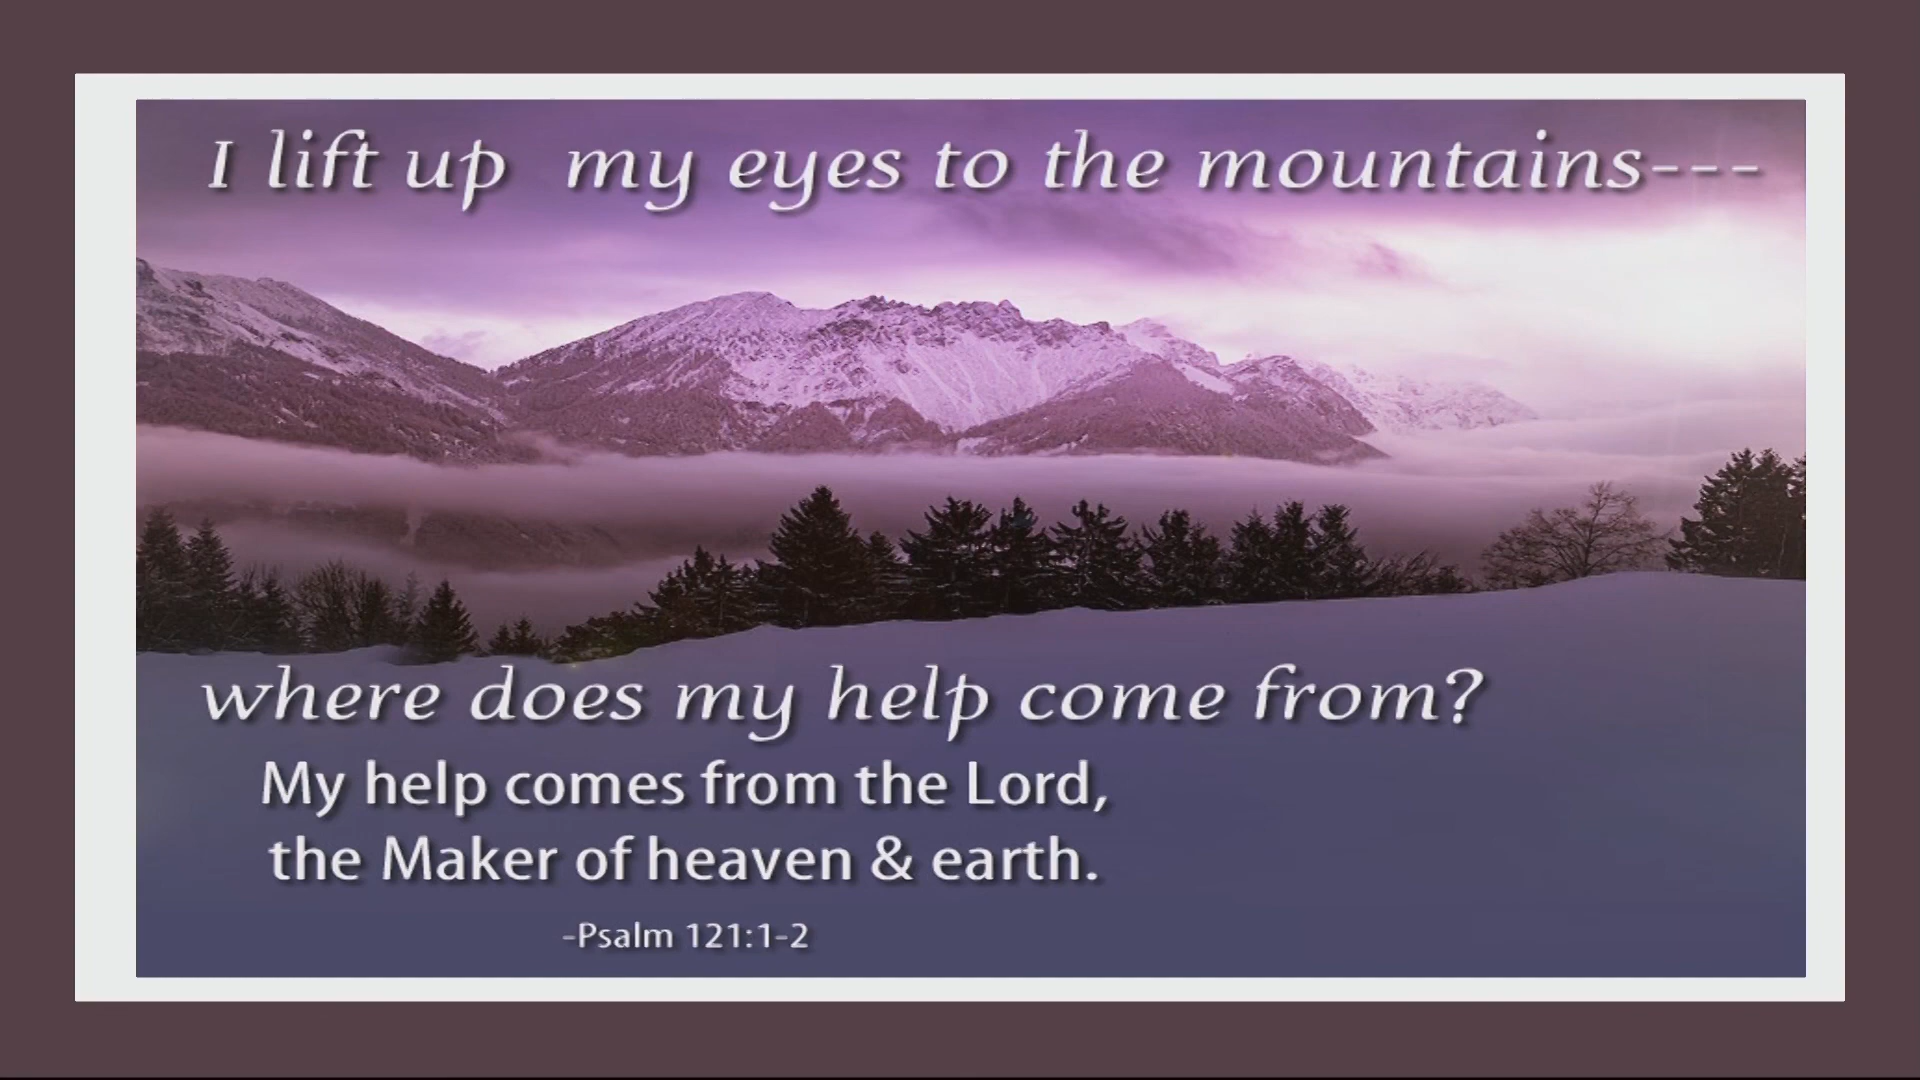 I lift up my eyes to the mountains---
where does my help come from?
My help comes from the Lord,
the Maker of heaven & earth.
-Psalm 121:1-2